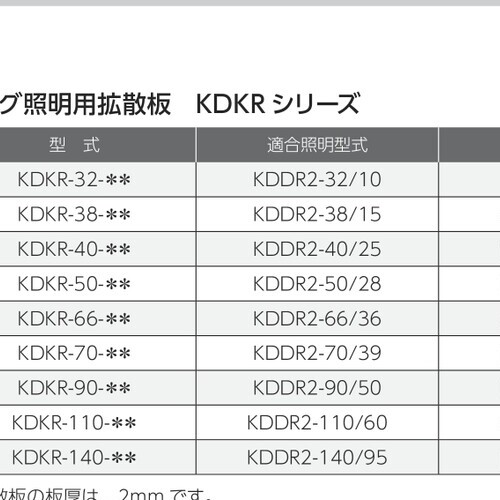 グ照明用拡散板　KDKR シリーズ
型　式　適合照明型式
KDKR-32-＊＊　KDDR2-32/10
KDKR-38-＊＊　KDDR2-38/15
KDKR-40-＊＊　KDDR2-40/25
KDKR-50-＊＊　KDDR2-50/28
KDKR-66-＊＊　KDDR2-66/36
KDKR-70-＊＊　KDDR2-70/39
KDKR-90-＊＊　KDDR2-90/50
KDKR-110-＊＊　KDDR2-110/60
KDKR-140-＊＊　KDDR2-140/95
散板の板厚は、2mm です。